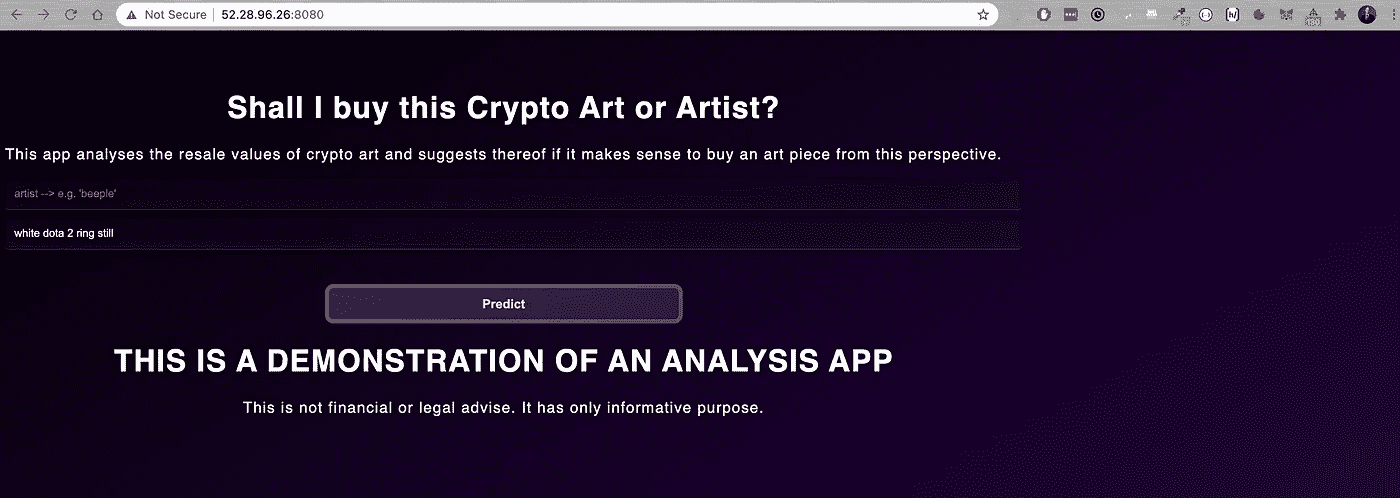 Not Secure 52.28.96.26:8080
Shall I buy this Crypto Art or Artist?
This app analyses the resale values of crypto art and suggests thereof if it makes sense to buy an art piece from this perspective.
artist --> e.g. 'beeple'
white dota 2 ring still
Predict
THIS IS A DEMONSTRATION OF AN ANALYSIS APP
This is not financial or legal advise. It has only informative purpose.